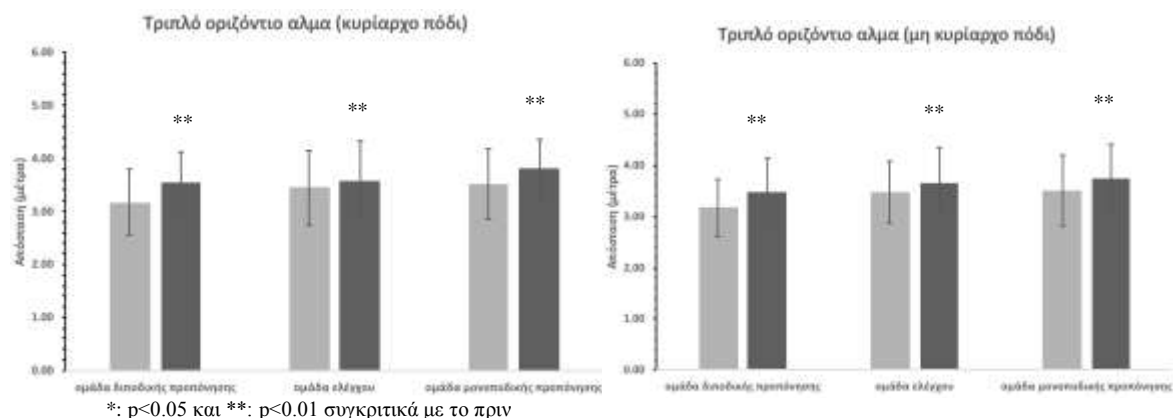 Τριπλό οριζόντιο αλμα (κυρίαρχο πόδι)
Απόσταση (μέτρα)
6.00
5.00
4.00
3.00
2.00
1.00
0.00
**
**
**
ομάδα διποδικής προπόνησης
ομάδα ελέγχου
ομάδα μονοποδικής προπόνησης
Τριπλό οριζόντιο αλμα (μη κυρίαρχο πόδι)
Απόσταση (μέτρα)
6.00
5.00
4.00
3.00
2.00
1.00
0.00
**
**
**
ομάδα διποδικής προπόνησης
ομάδα ελέγχου
ομάδα μονοποδικής προπόνησης
*: p<0.05 και **: p<0.01 συγκριτικά με το πριν